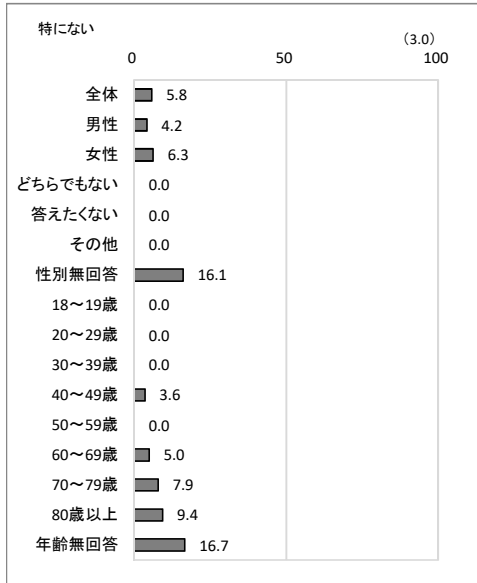 特にない
（3.0）
0 50 100
全体 5.8
男性 4.2
女性 6.3
どちらでもない 0.0
答えたくない 0.0
その他 0.0
性別無回答 16.1
18～19歳 0.0
20～29歳 0.0
30～39歳 0.0
40～49歳 3.6
50～59歳 0.0
60～69歳 5.0
70～79歳 7.9
80歳以上 9.4
年齢無回答 16.7